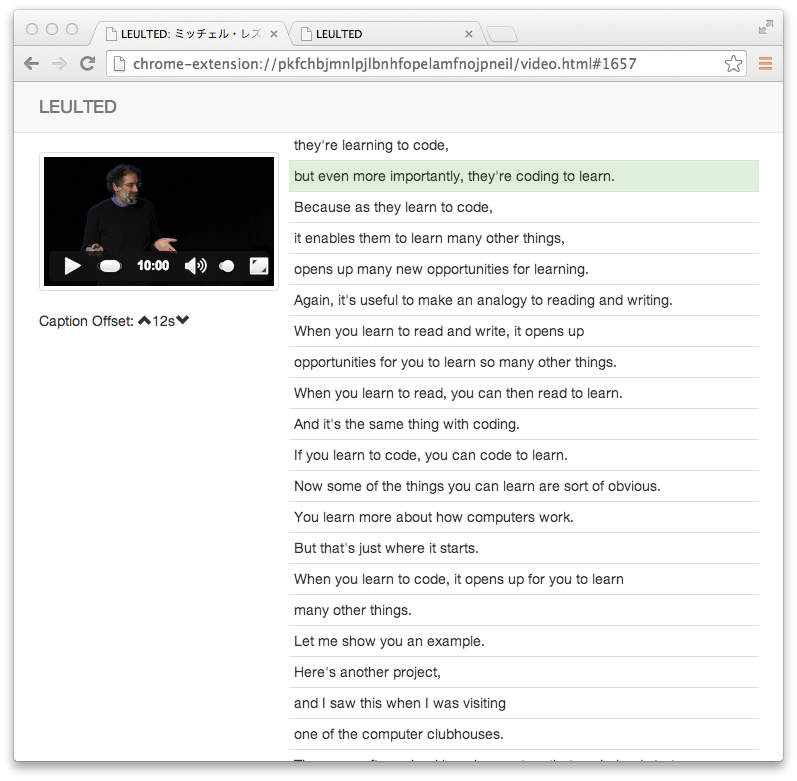 LEULTED: ミッチェル・レズ
LEULTED
chrome-extension://pkfchbjmnlpjlbnhfopelamfnojpneil/video.html#1657
LEULTED
they're learning to code,
but even more importantly, they're coding to learn.
Because as they learn to code,
it enables them to learn many other things,
opens up many new opportunities for learning.
Again, it's useful to make an analogy to reading and writing.
When you learn to read and write, it opens up
opportunities for you to learn so many other things.
When you learn to read, you can then read to learn.
And it's the same thing with coding.
If you learn to code, you can code to learn.
Now some of the things you can learn are sort of obvious.
You learn more about how computers work.
But that's just where it starts.
When you learn to code, it opens up for you to learn
many other things.
Let me show you an example.
Here's another project,
and I saw this when I was visiting
one of the computer clubhouses.
10:00
Caption Offset: 12s